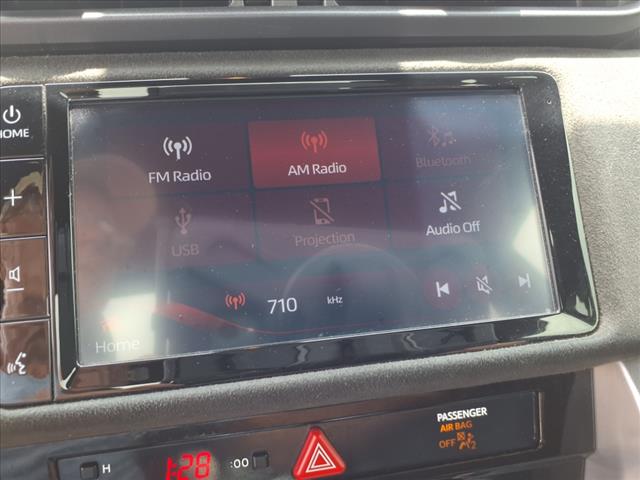 HOME
FM Radio
AM Radio
Bluetooth
+
USB
Projection
Audio Off
710 kHz
Home
PASSENGER
AIR BAG
OFF 2
H 1:28 :00